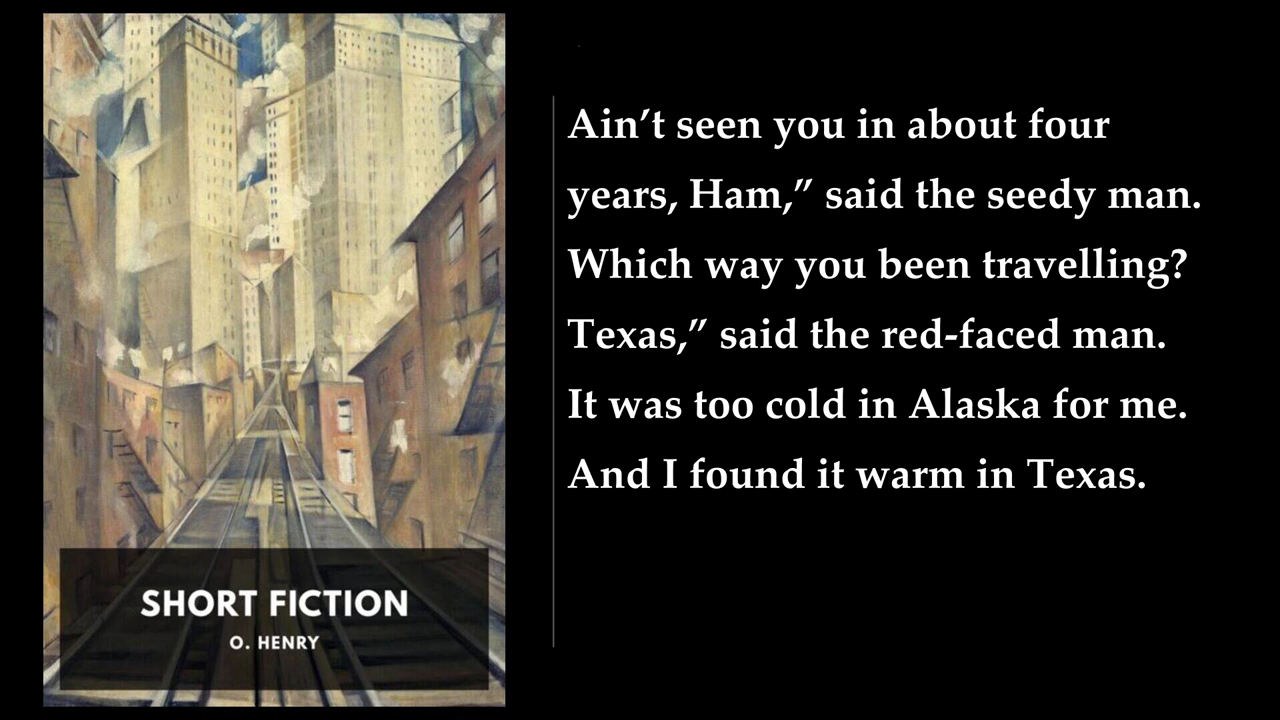 Ain’t seen you in about four
years, Ham,” said the seedy man.
Which way you been travelling?
Texas,” said the red-faced man.
It was too cold in Alaska for me.
And I found it warm in Texas.
SHORT FICTION
O. HENRY